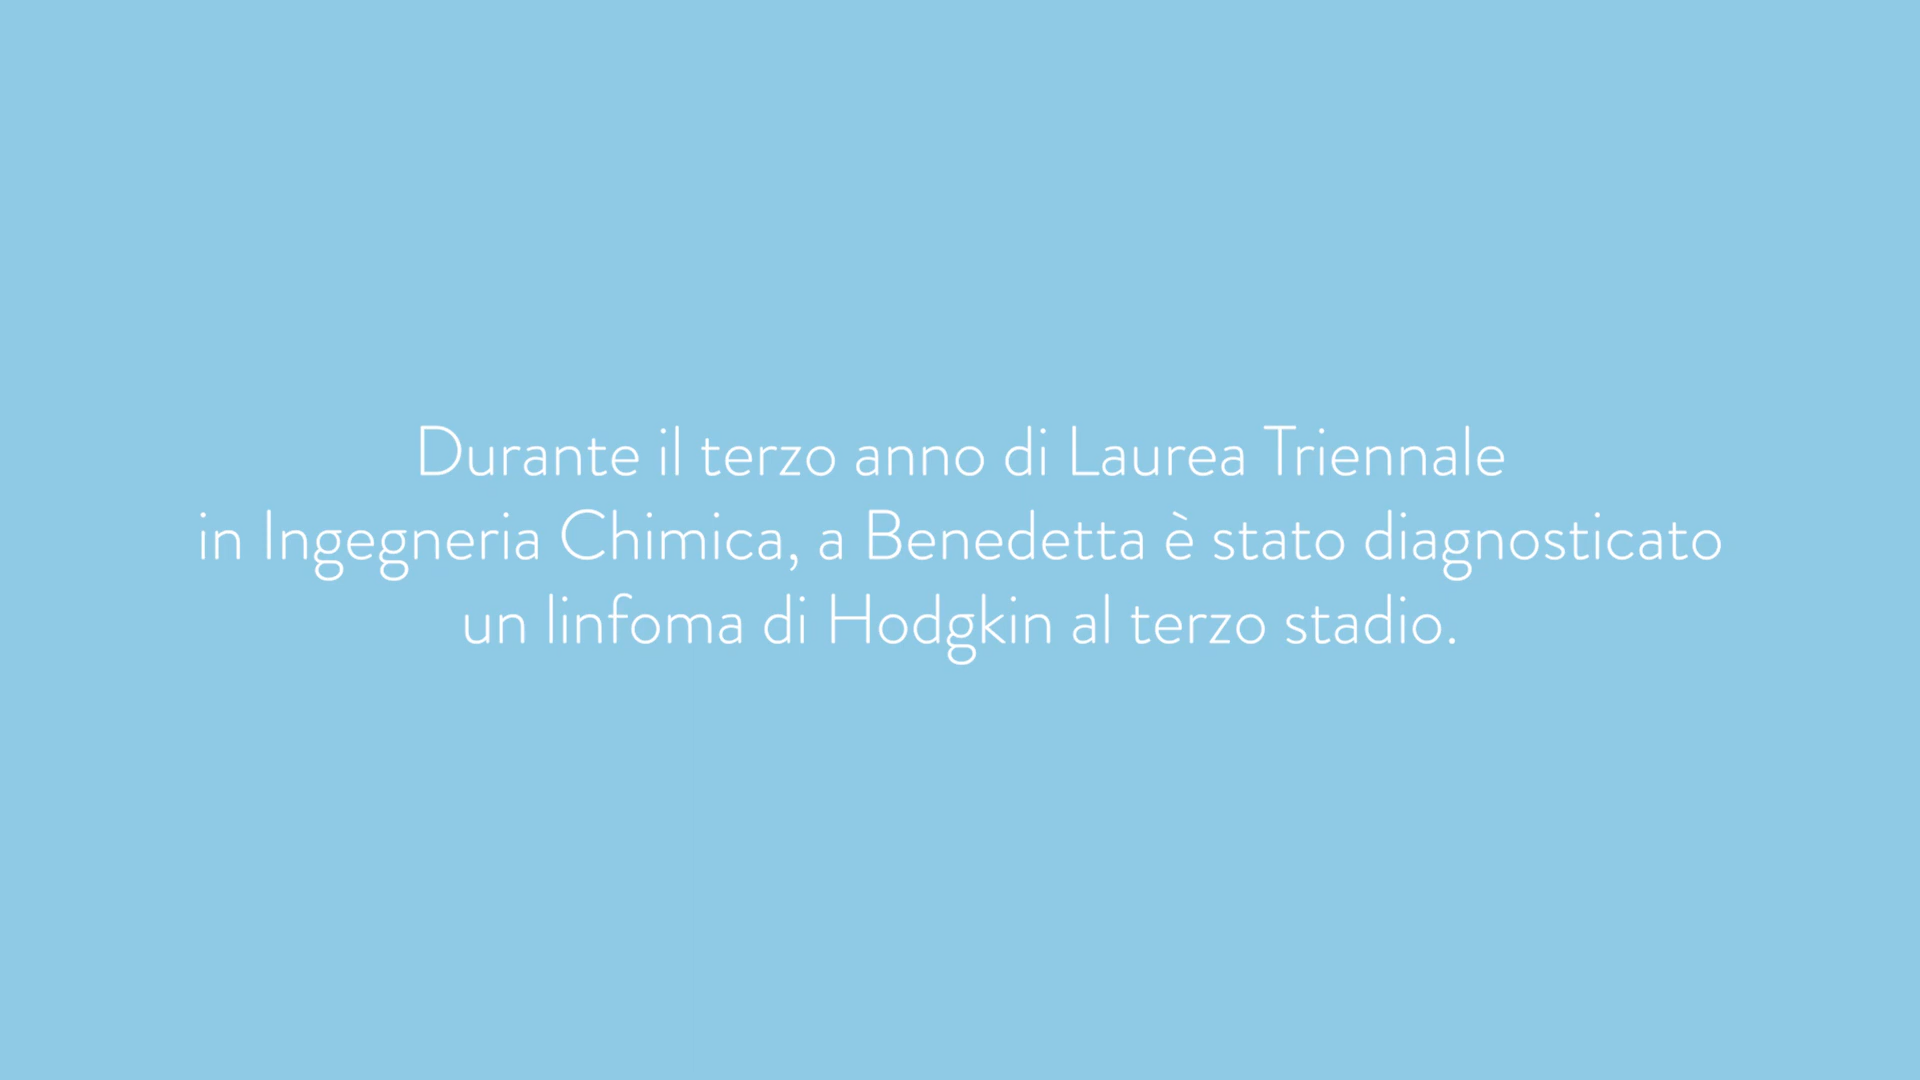 Durante il terzo anno di Laurea Triennale
in Ingegneria Chimica, a Benedetta è stato diagnosticato
un linfoma di Hodgkin al terzo stadio.